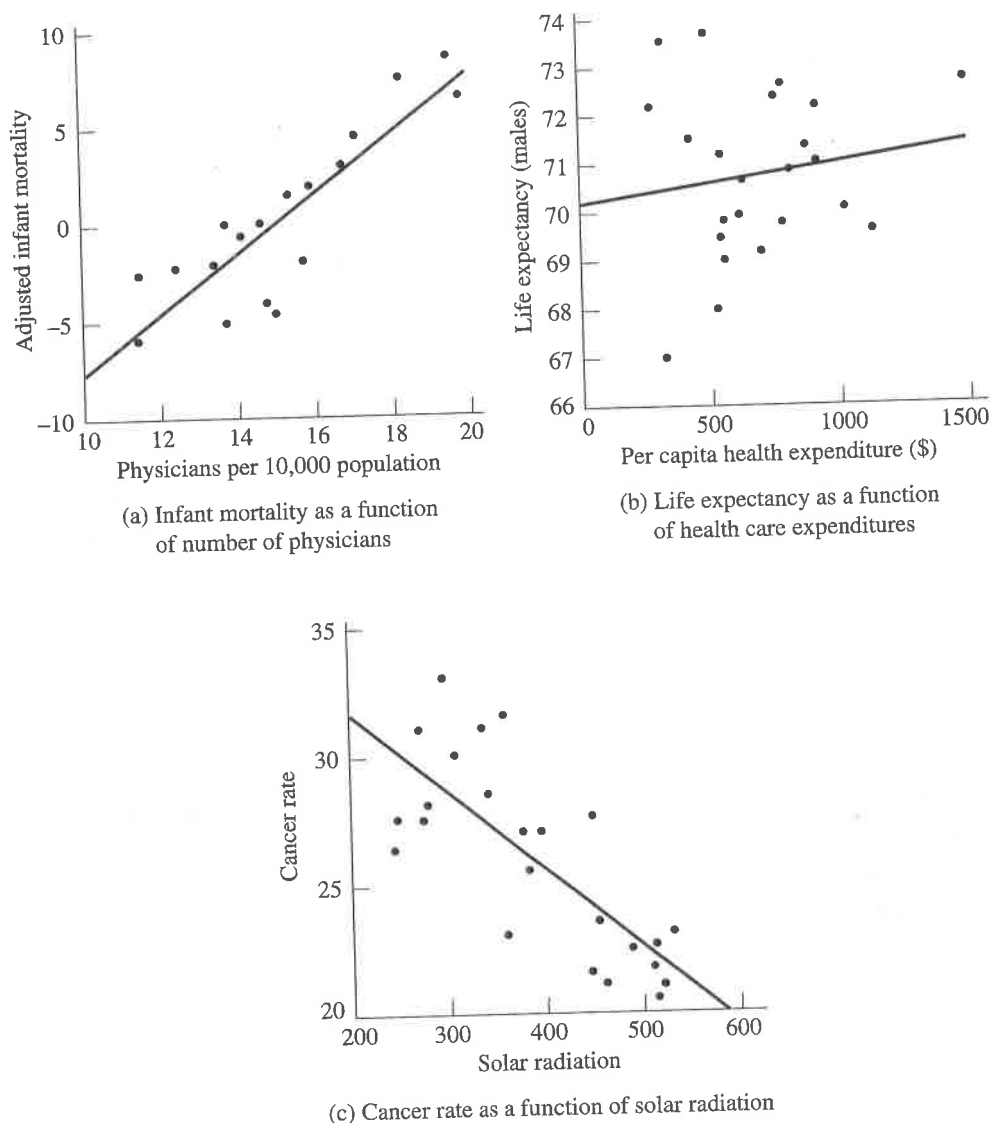 10
5
0
−5
−10
Adjusted infant mortality
10 12 14 16 18 20
Physicians per 10,000 population
(a) Infant mortality as a function
of number of physicians
74
73
72
71
70
69
68
67
66
Life expectancy (males)
0 500 1000 1500
Per capita health expenditure ($)
(b) Life expectancy as a function
of health care expenditures
35
30
25
20
Cancer rate
200 300 400 500 600
Solar radiation
(c) Cancer rate as a function of solar radiation